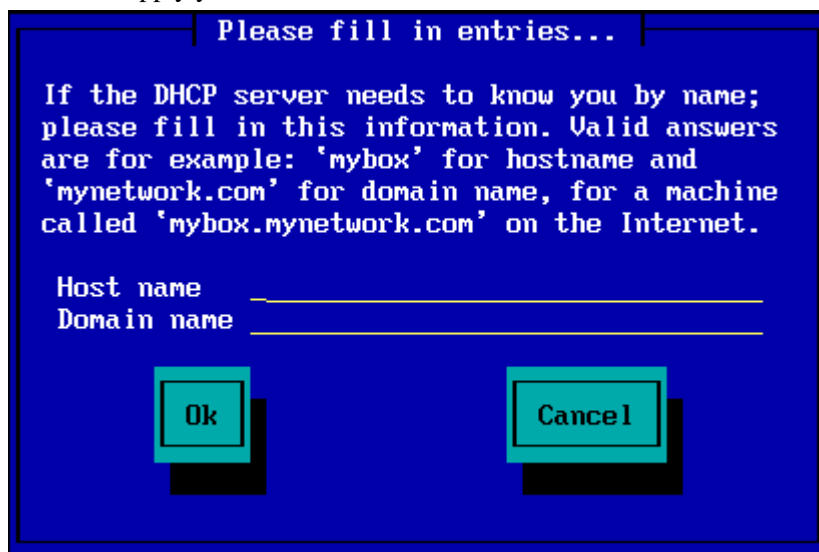 Please fill in entries...
If the DHCP server needs to know you by name;
please fill in this information. Valid answers
are for example: `mybox' for hostname and
`mynetwork.com' for domain name, for a machine
called `mybox.mynetwork.com' on the Internet.
Host name
Domain name
Ok Cancel